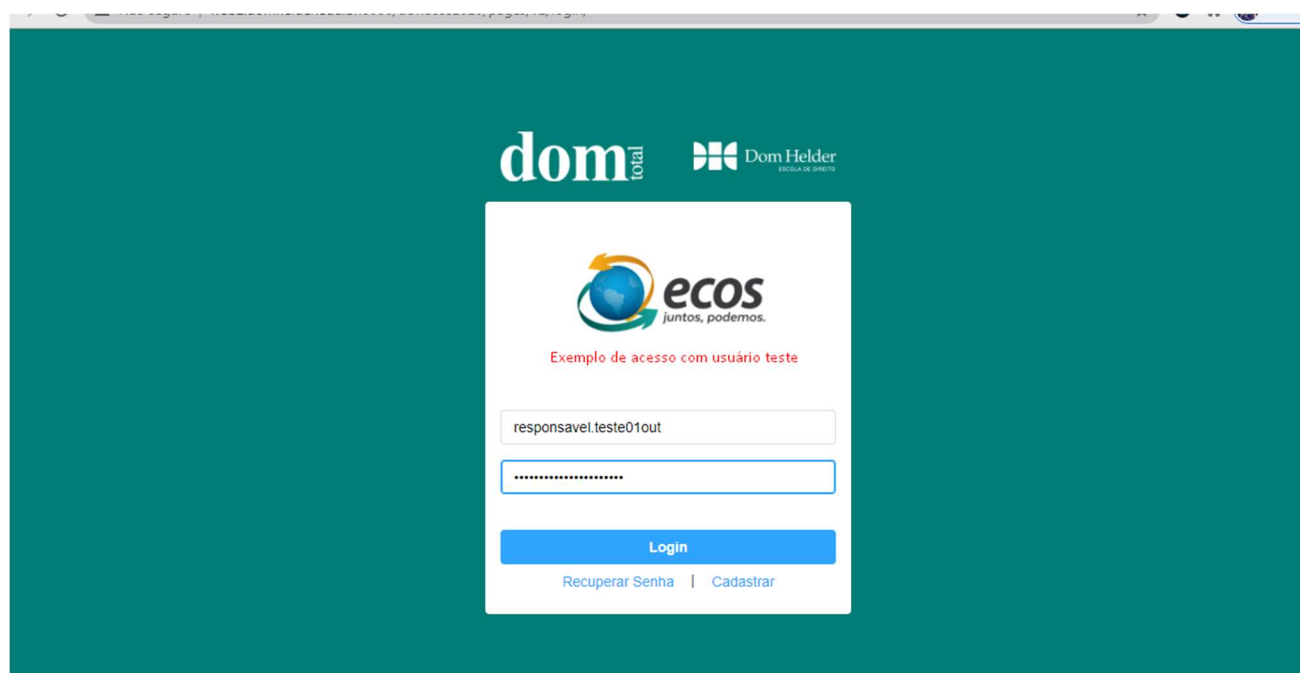 dom total
Dom Helder
ESCOLA DE DIREITO
ecos
juntos, podemos.
Exemplo de acesso com usuário teste
responsavel.teste01out
Login
Recuperar Senha | Cadastrar